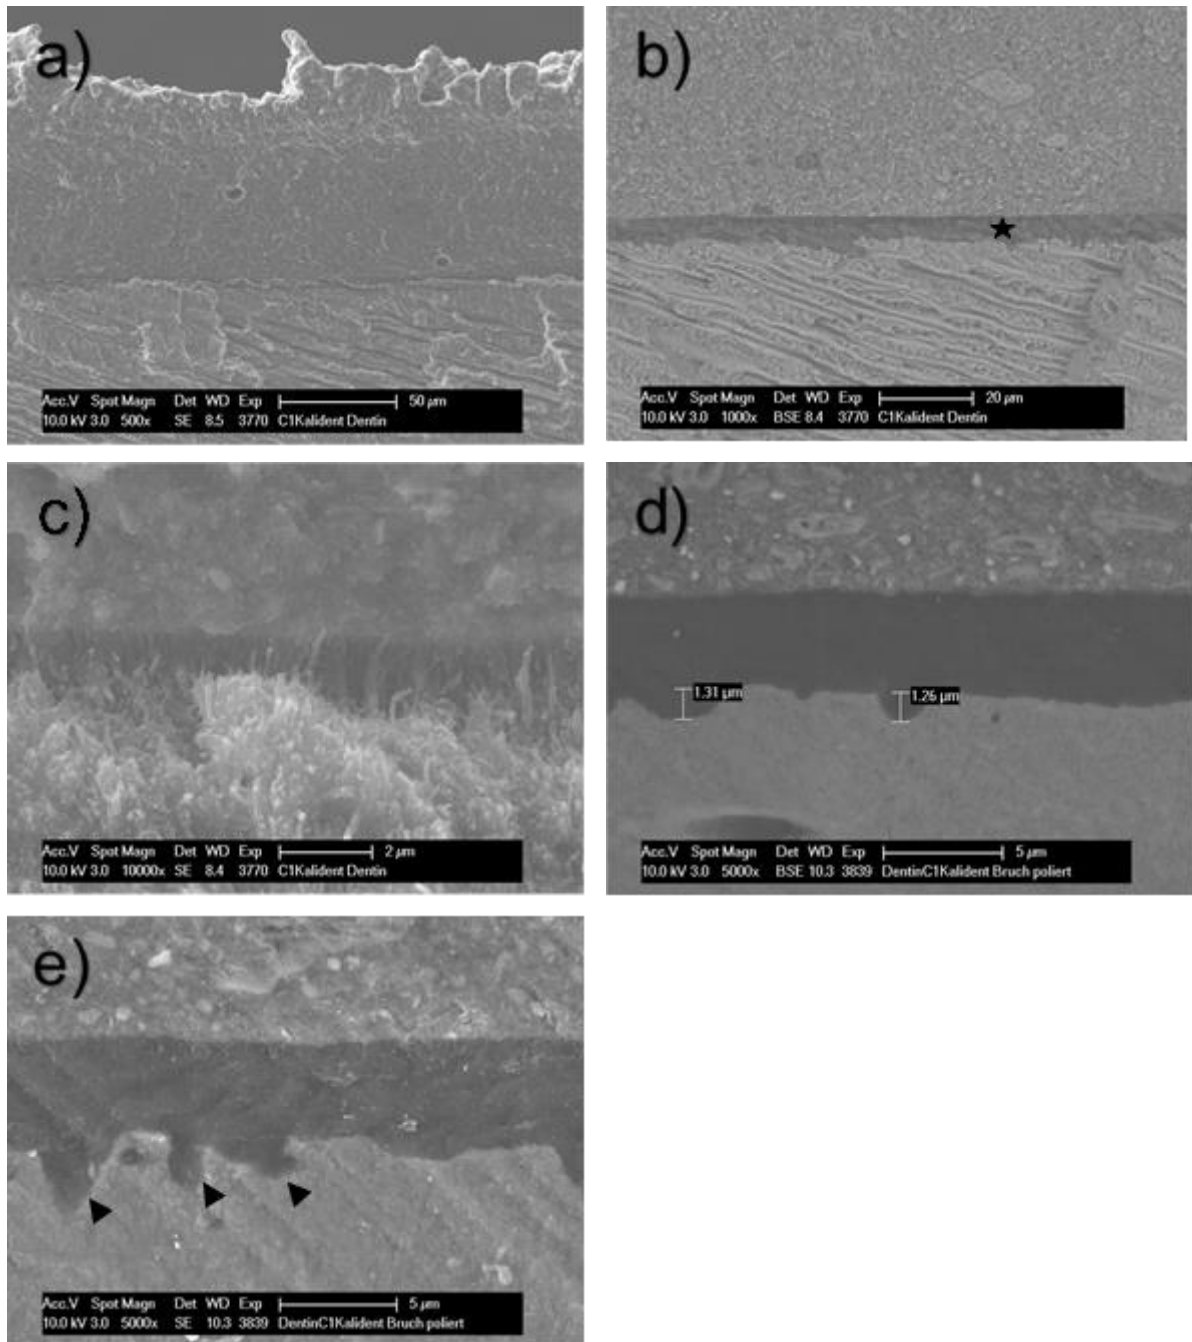 a)
Acc.V Spot Magn Det WD Exp 50 µm
10.0 kV 3.0 500x SE 8.5 3770 C1Kalident Dentin
b)
Acc.V Spot Magn Det WD Exp 20 µm
10.0 kV 3.0 1000x BSE 8.4 3770 C1Kalident Dentin
c)
Acc.V Spot Magn Det WD Exp 2 µm
10.0 kV 3.0 10000x SE 8.4 3770 C1Kalident Dentin
d)
1.31 µm 1.26 µm
Acc.V Spot Magn Det WD Exp 5 µm
10.0 kV 3.0 5000x BSE 10.3 3839 DentinC1Kalident Bruch poliert
e)
Acc.V Spot Magn Det WD Exp 5 µm
10.0 kV 3.0 5000x SE 10.3 3839 DentinC1Kalident Bruch poliert